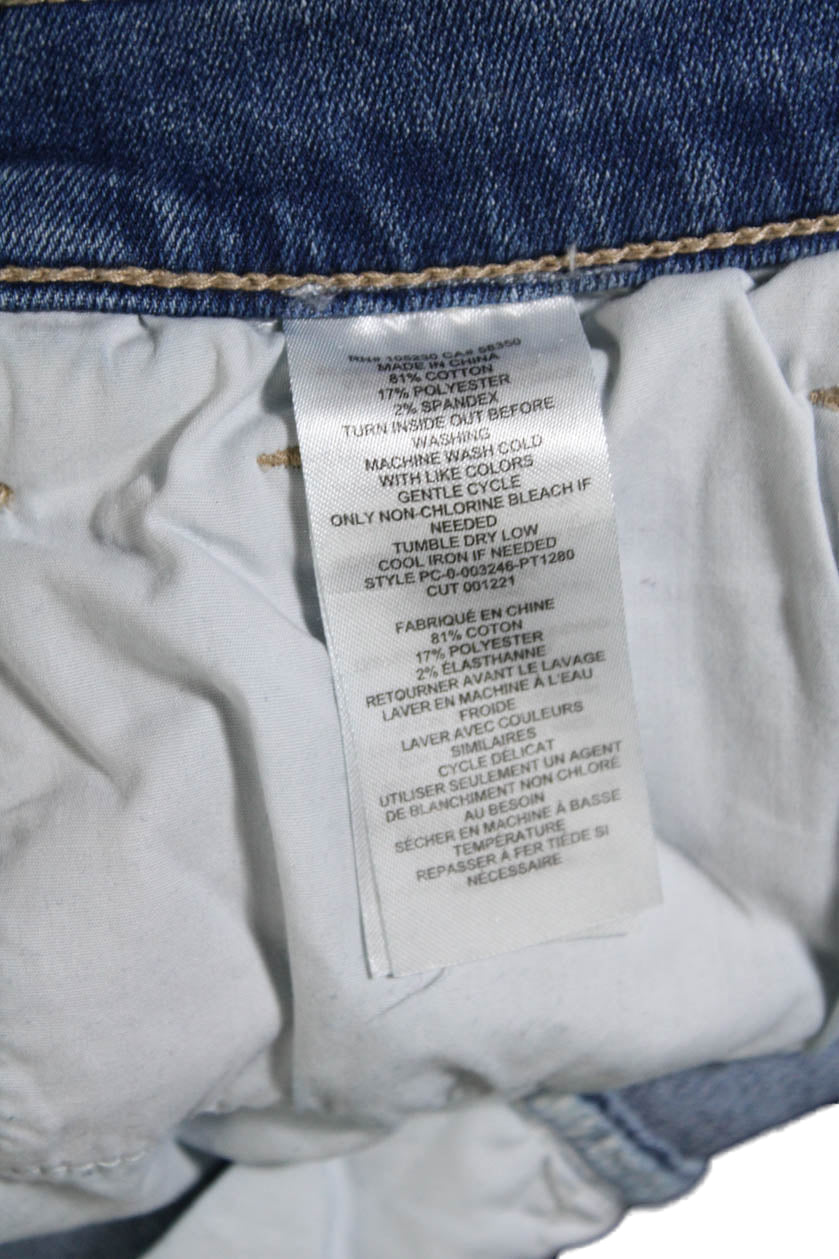 RN# 105230 CA# 56350
MADE IN CHINA
81% COTTON
17% POLYESTER
2% SPANDEX
TURN INSIDE OUT BEFORE
WASHING
MACHINE WASH COLD
WITH LIKE COLORS
GENTLE CYCLE
ONLY NON-CHLORINE BLEACH IF
NEEDED
TUMBLE DRY LOW
COOL IRON IF NEEDED
STYLE PC-0-003246-PT1280
CUT 001221
FABRIQUÉ EN CHINE
81% COTON
17% POLYESTER
2% ÉLASTHANNE
RETOURNER AVANT LE LAVAGE
LAVER EN MACHINE À L'EAU
FROIDE
LAVER AVEC COULEURS
SIMILAIRES
CYCLE DÉLICAT
UTILISER SEULEMENT UN AGENT
DE BLANCHIMENT NON CHLORÉ
AU BESOIN
SÉCHER EN MACHINE À BASSE
TEMPÉRATURE
REPASSER À FER TIÈDE SI
NÉCESSAIRE